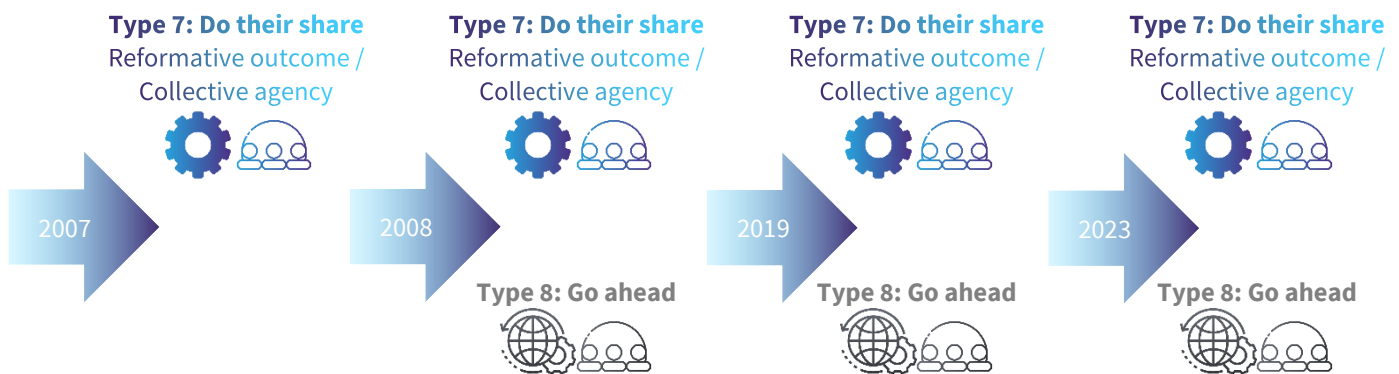 Type 7: Do their share
Reformative outcome /
Collective agency
2007
Type 7: Do their share
Reformative outcome /
Collective agency
2008
Type 8: Go ahead
Type 7: Do their share
Reformative outcome /
Collective agency
2019
Type 8: Go ahead
Type 7: Do their share
Reformative outcome /
Collective agency
2023
Type 8: Go ahead